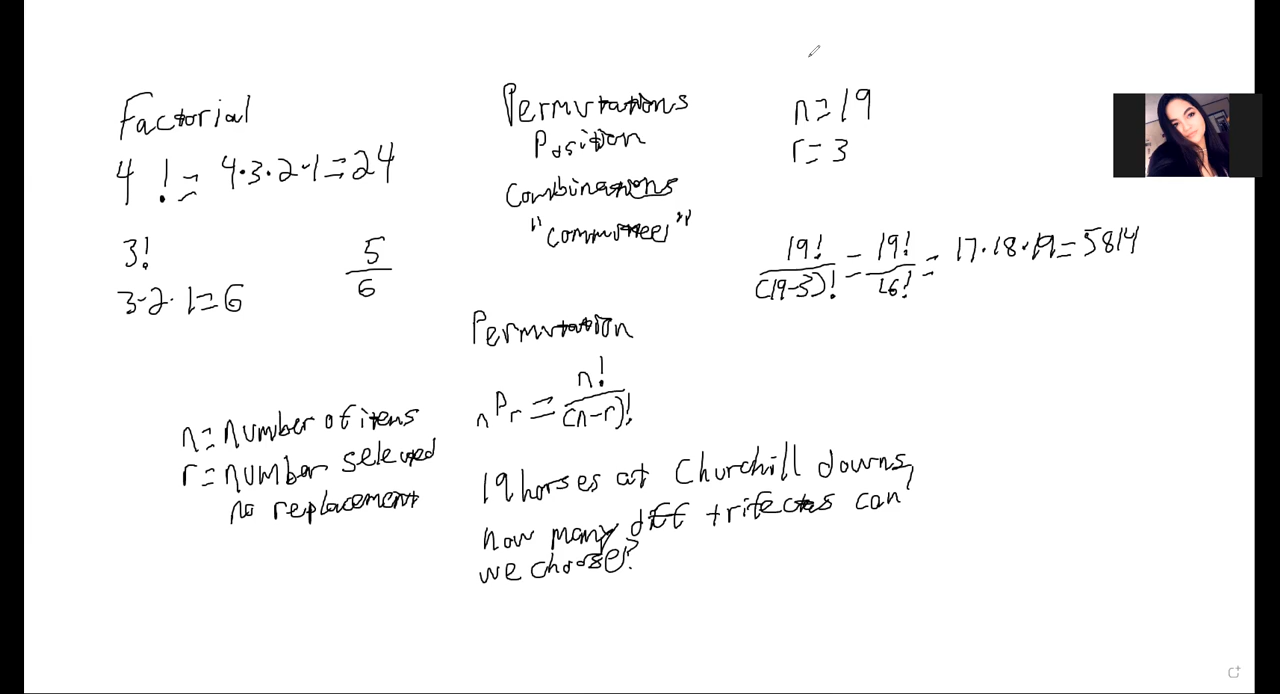 Factorial
4! = 4·3·2·1=24
3!
3·2·1=6
5
6
Permutations
Position
Combinations
"committee"
n=19
r=3
19!/(19-3)! = 19!/16! = 17·18·19=5814
Permutation
nPr = n!/(n-r)!
n=number of items
r=number selected
no replacement
19 horses at Churchill downs,
how many diff trifectas can
we choose?